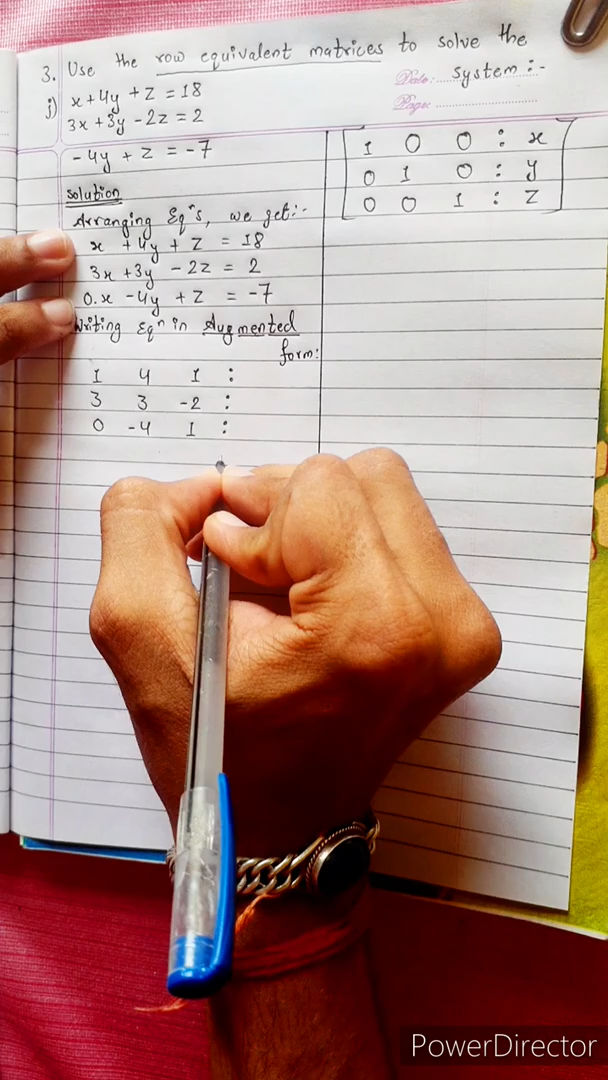 3. Use the row equivalent matrices to solve the
Date: system :-
Page:
i) x + 4y + z = 18
3x + 3y - 2z = 2
- 4y + z = -7
solution
Arranging Eqⁿs, we get:-
x + 4y + z = 18
3x + 3y - 2z = 2
0.x - 4y + z = -7
Writing Eqⁿ in Augmented
form:
1 4 1 :
3 3 -2 :
0 -4 1 :
1 0 0 : x
0 1 0 : y
0 0 1 : z
PowerDirector